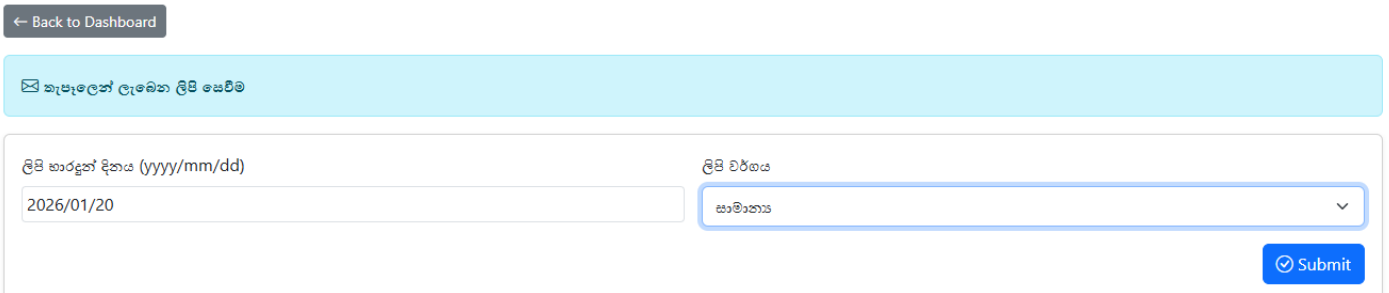 ← Back to Dashboard
තැපෑලෙන් ලැබෙන ලිපි සෙවීම
ලිපි භාරදුන් දිනය (yyyy/mm/dd)
ලිපි වර්ගය
2026/01/20
සාමාන්‍ය
Submit